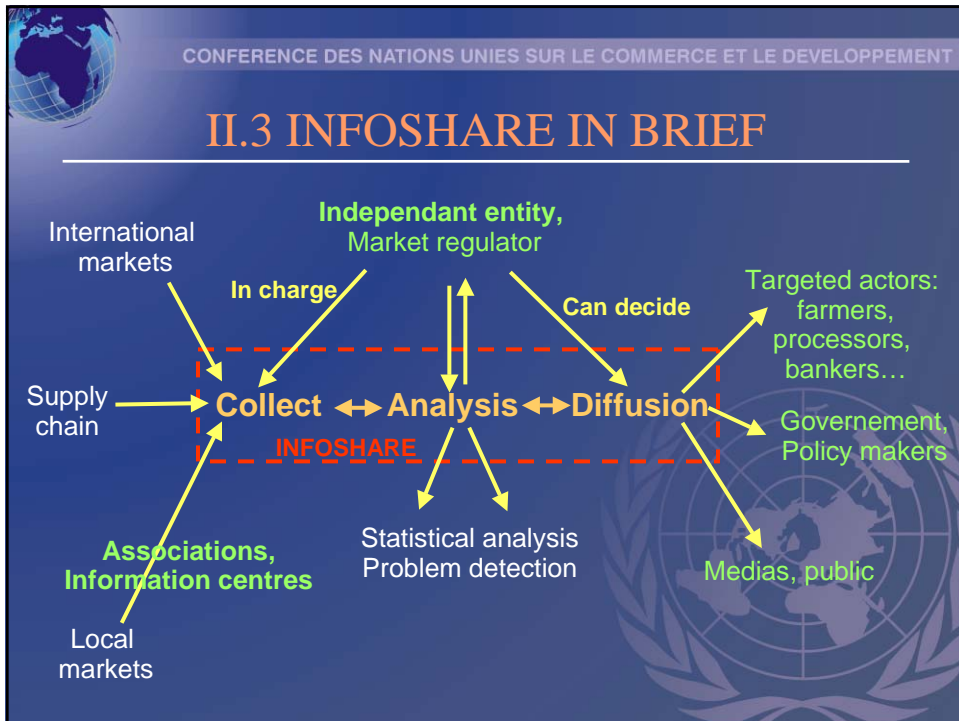 CONFERENCE DES NATIONS UNIES SUR LE COMMERCE ET LE DEVELOPPEMENT
II.3 INFOSHARE IN BRIEF
International
markets
Independant entity,
Market regulator
In charge
Can decide
Targeted actors:
farmers,
processors,
bankers…
Supply
chain
Collect
Analysis
Diffusion
INFOSHARE
Governement,
Policy makers
Associations,
Information centres
Statistical analysis
Problem detection
Medias, public
Local
markets